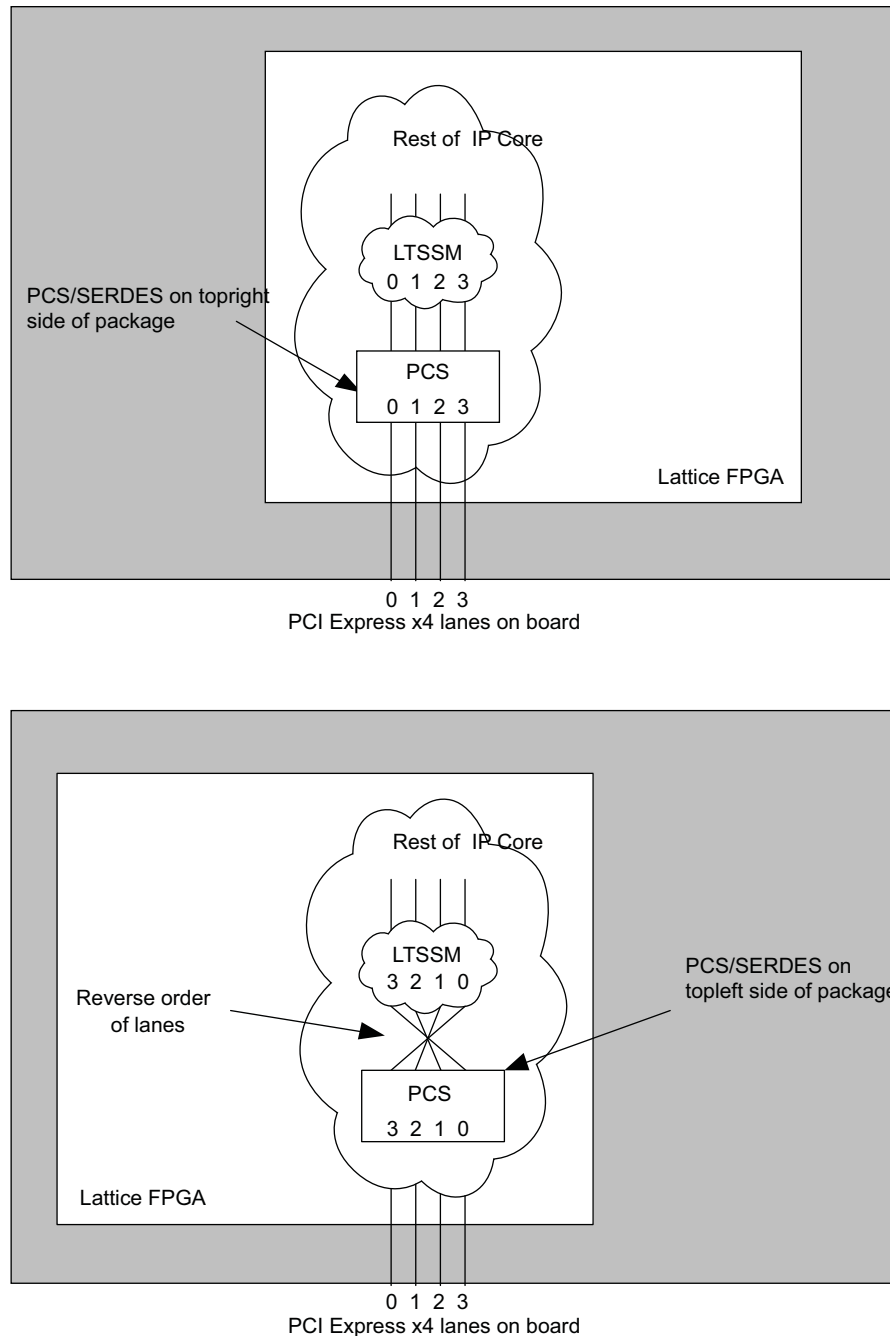 Rest of IP Core
LTSSM
0 1 2 3
PCS/SERDES on topright
side of package
PCS
0 1 2 3
Lattice FPGA
0 1 2 3
PCI Express x4 lanes on board
Rest of IP Core
LTSSM
3 2 1 0
PCS/SERDES on
topleft side of package
Reverse order
of lanes
PCS
3 2 1 0
Lattice FPGA
0 1 2 3
PCI Express x4 lanes on board